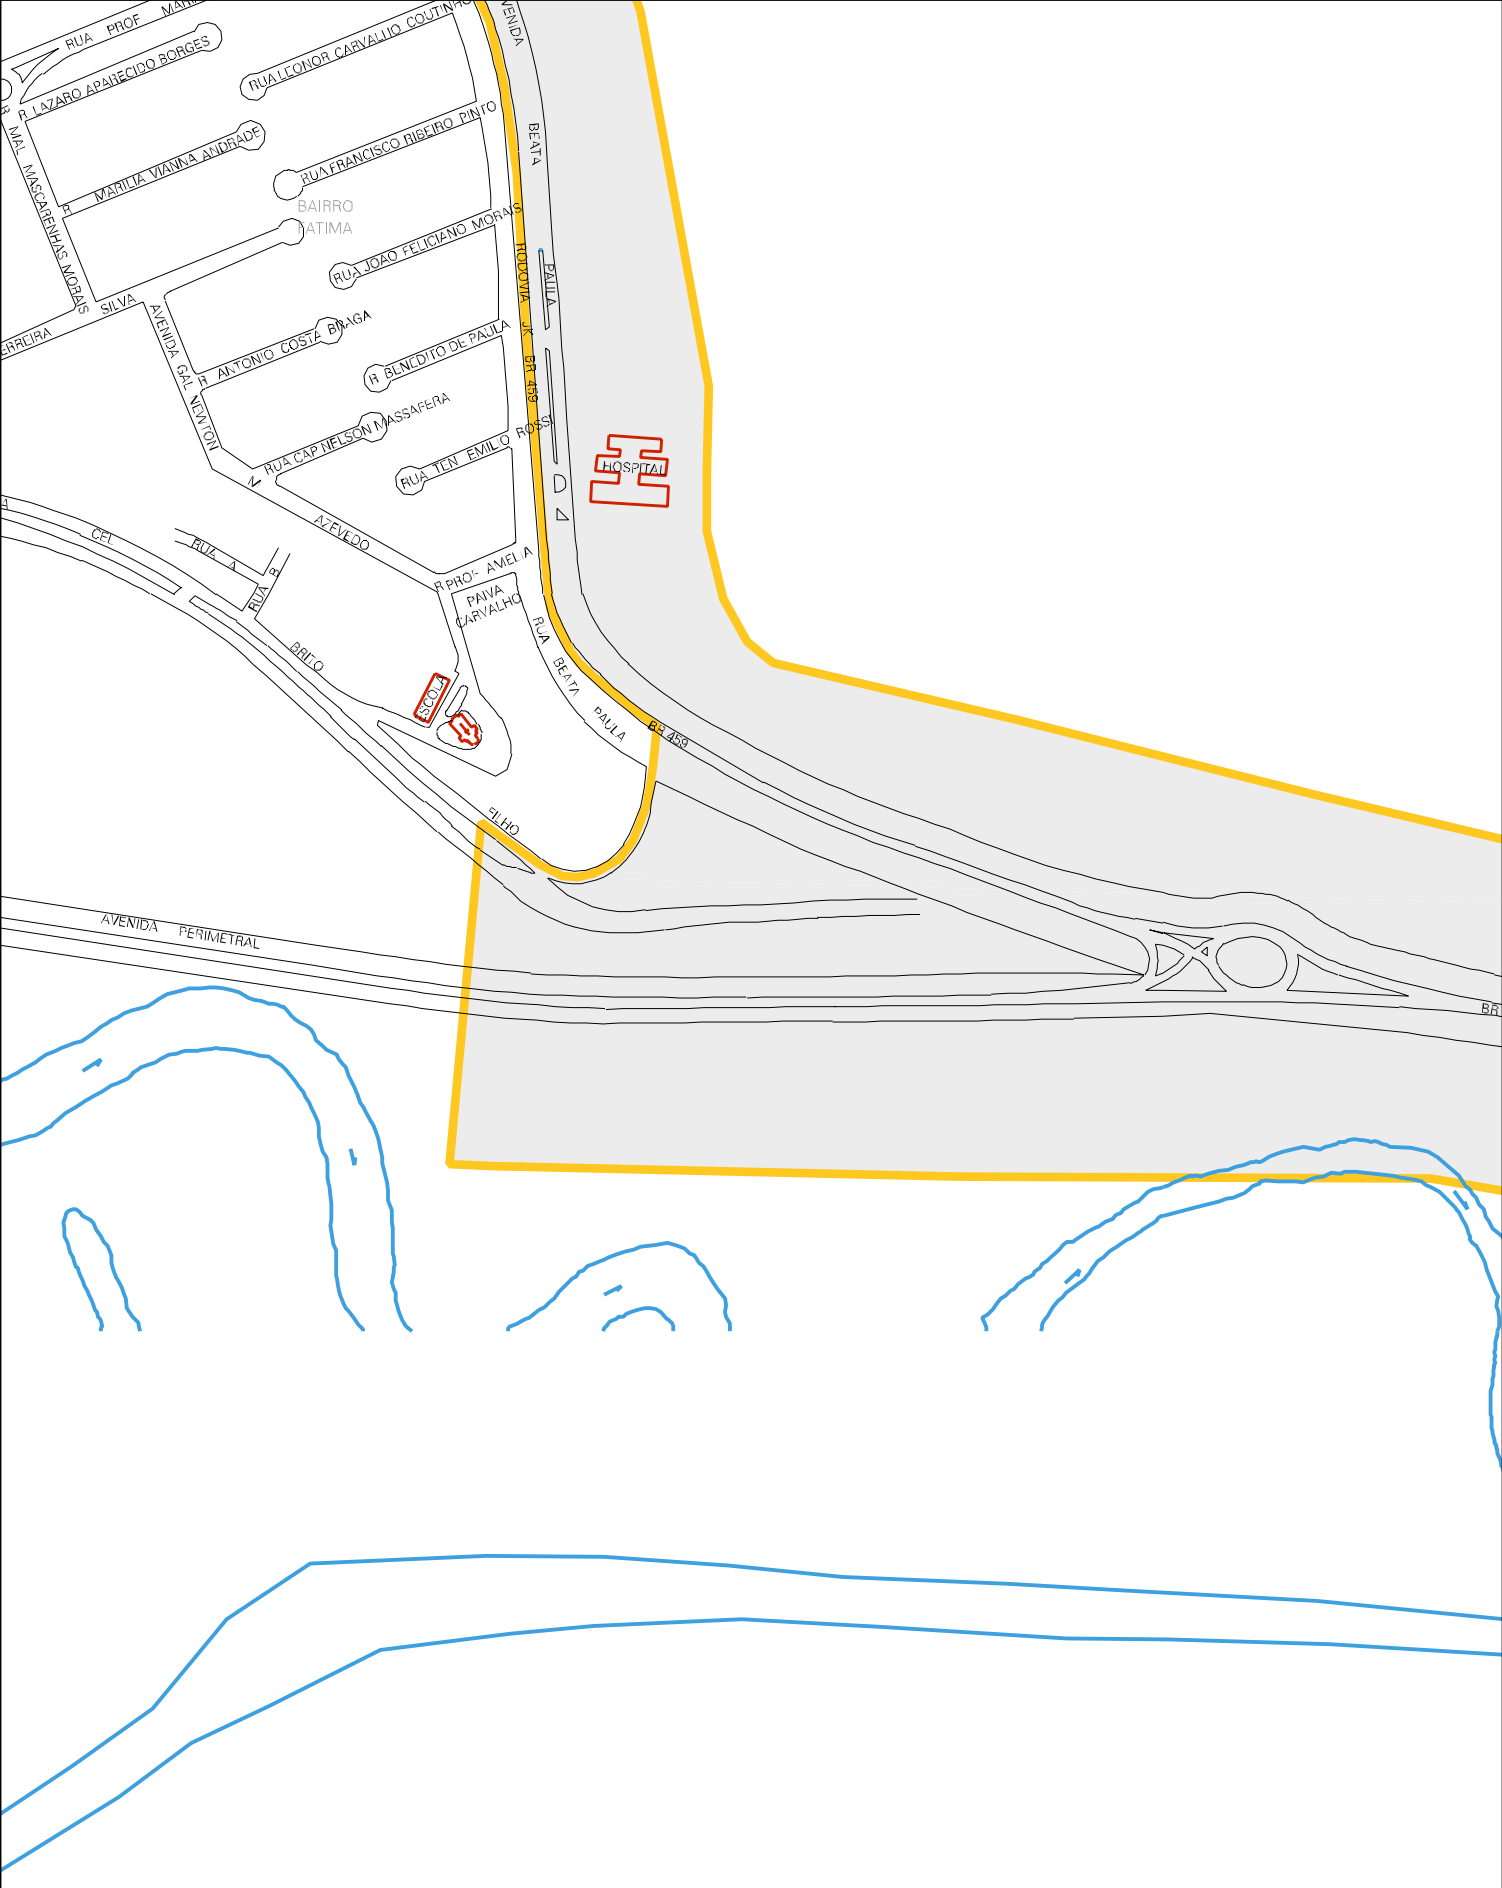 RUA PROF
R LAZARO APARECIDO BORGES
RUA LEONOR CARVALHO COUTINHO
AVENIDA
BEATA
PAULA
R MAL MASCARENHAS MORAIS
R MARILIA VIANNA ANDRADE
RUA FRANCISCO RIBEIRO PINTO
BAIRRO
FATIMA
RUA JOAO FELICIANO MORAIS
RODOVIA JK BR 459
SILVA
AVENIDA GAL NEWTON
R ANTONIO COSTA BRAGA
R BENEDITO DE PAULA
RUA CAP NELSON MASSAFERA
RUA TEN EMILIO ROSSI
HOSPITAL
N
AZEVEDO
CEL
RUA A
RUA B
R PROFª AMELIA
PAIVA
CARVALHO
RUA BEATA PAULA
BRITO
ESCOLA
BR 459
FILHO
AVENIDA PERIMETRAL
BR